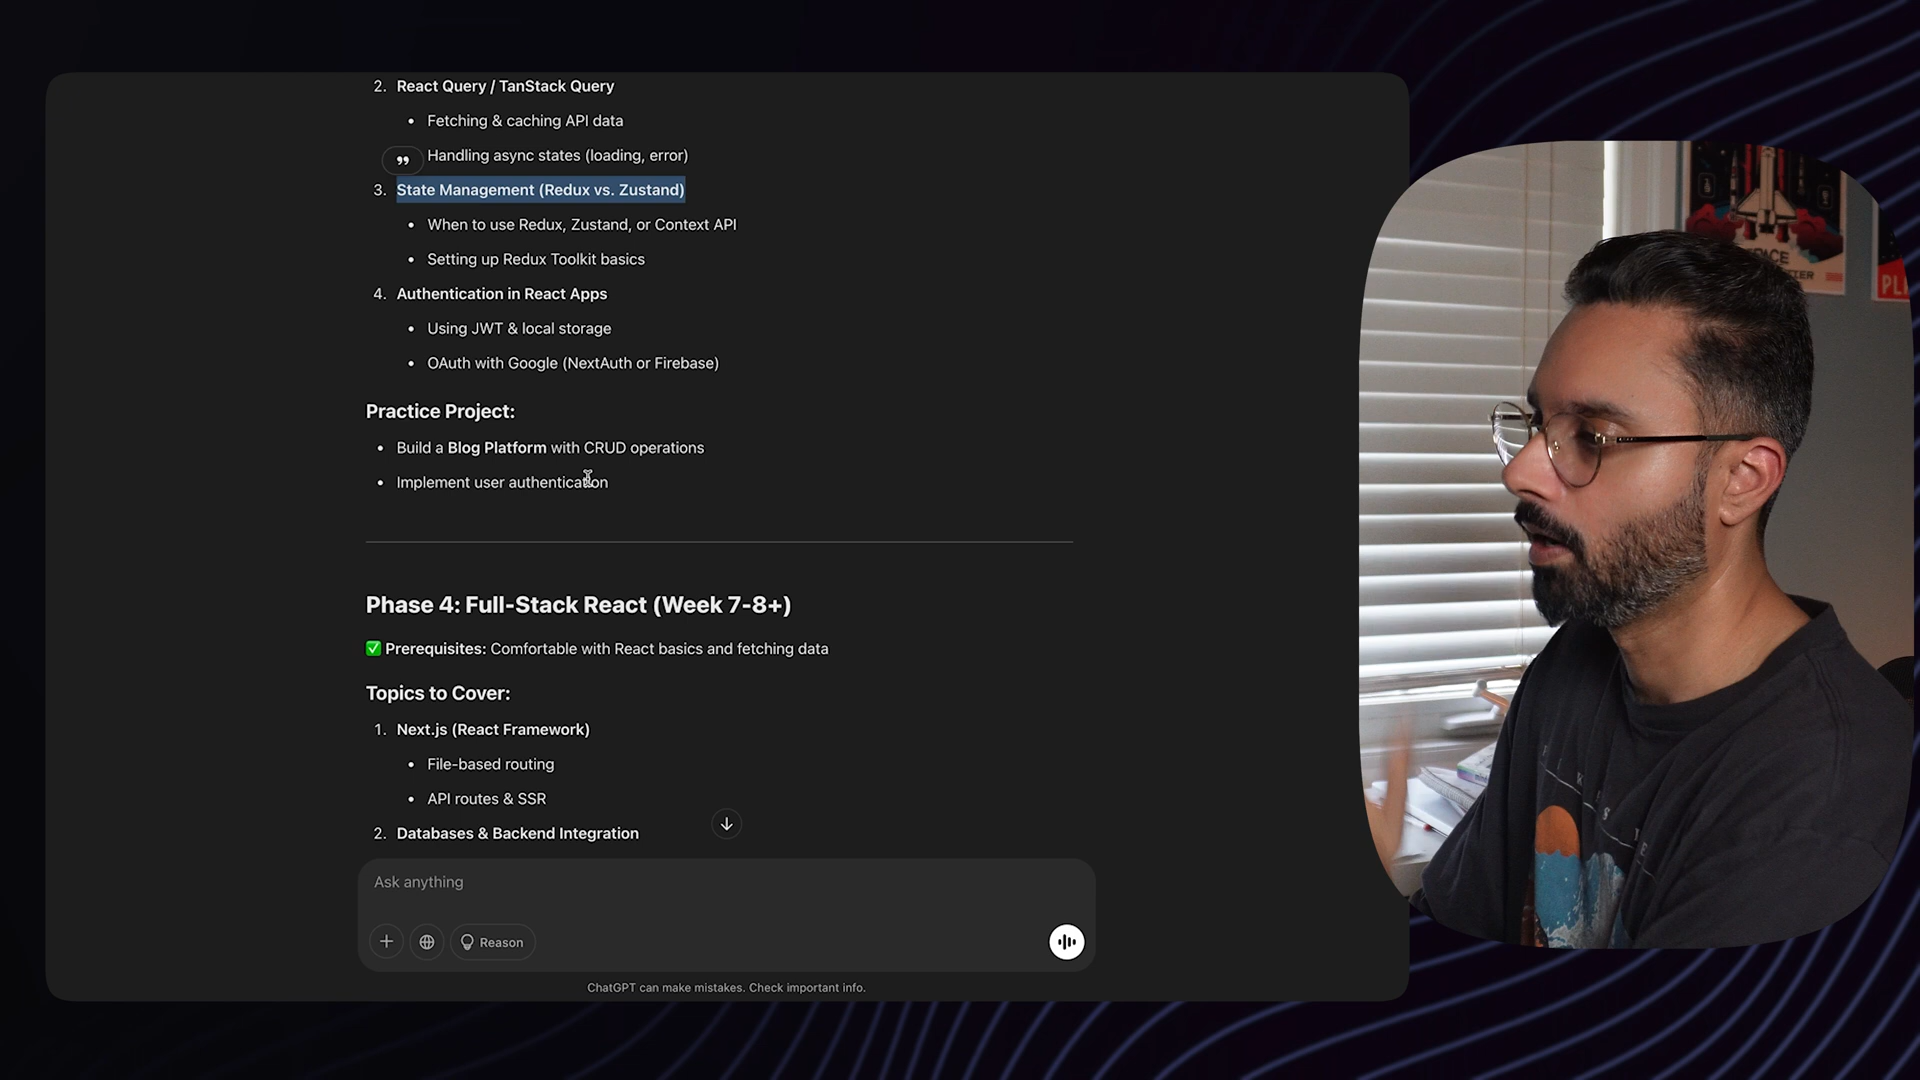 2. React Query / TanStack Query
• Fetching & caching API data
Handling async states (loading, error)
3. State Management (Redux vs. Zustand)
• When to use Redux, Zustand, or Context API
• Setting up Redux Toolkit basics
4. Authentication in React Apps
• Using JWT & local storage
• OAuth with Google (NextAuth or Firebase)
Practice Project:
• Build a Blog Platform with CRUD operations
• Implement user authentication
Phase 4: Full-Stack React (Week 7-8+)
✅ Prerequisites: Comfortable with React basics and fetching data
Topics to Cover:
1. Next.js (React Framework)
• File-based routing
• API routes & SSR
2. Databases & Backend Integration
Ask anything
Reason
ChatGPT can make mistakes. Check important info.